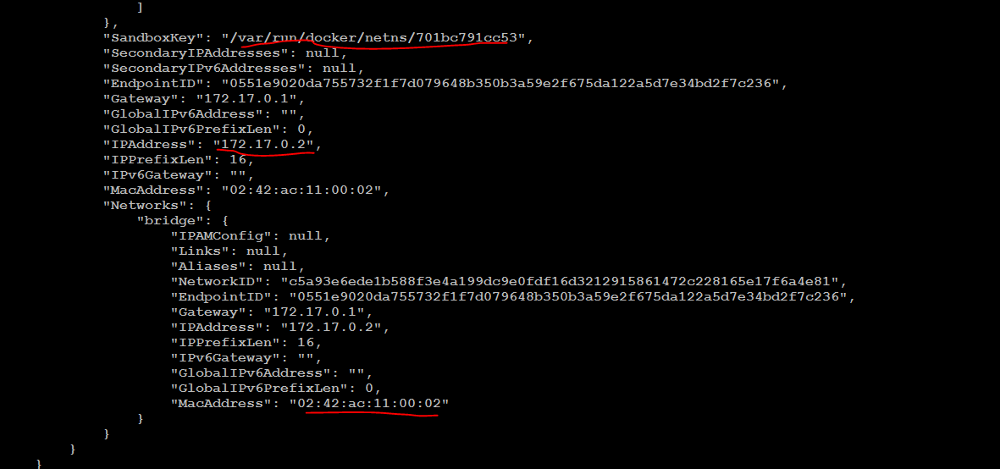 ]
},
"SandboxKey": "/var/run/docker/netns/701bc791cc53",
"SecondaryIPAddresses": null,
"SecondaryIPv6Addresses": null,
"EndpointID": "0551e9020da755732f1f7d079648b350b3a59e2f675da122a5d7e34bd2f7c236",
"Gateway": "172.17.0.1",
"GlobalIPv6Address": "",
"GlobalIPv6PrefixLen": 0,
"IPAddress": "172.17.0.2",
"IPPrefixLen": 16,
"IPv6Gateway": "",
"MacAddress": "02:42:ac:11:00:02",
"Networks": {
"bridge": {
"IPAMConfig": null,
"Links": null,
"Aliases": null,
"NetworkID": "c5a93e6ede1b588f3e4a199dc9e0fdf16d3212915861472c228165e17f6a4e81",
"EndpointID": "0551e9020da755732f1f7d079648b350b3a59e2f675da122a5d7e34bd2f7c236",
"Gateway": "172.17.0.1",
"IPAddress": "172.17.0.2",
"IPPrefixLen": 16,
"IPv6Gateway": "",
"GlobalIPv6Address": "",
"GlobalIPv6PrefixLen": 0,
"MacAddress": "02:42:ac:11:00:02"
}
}
}
}